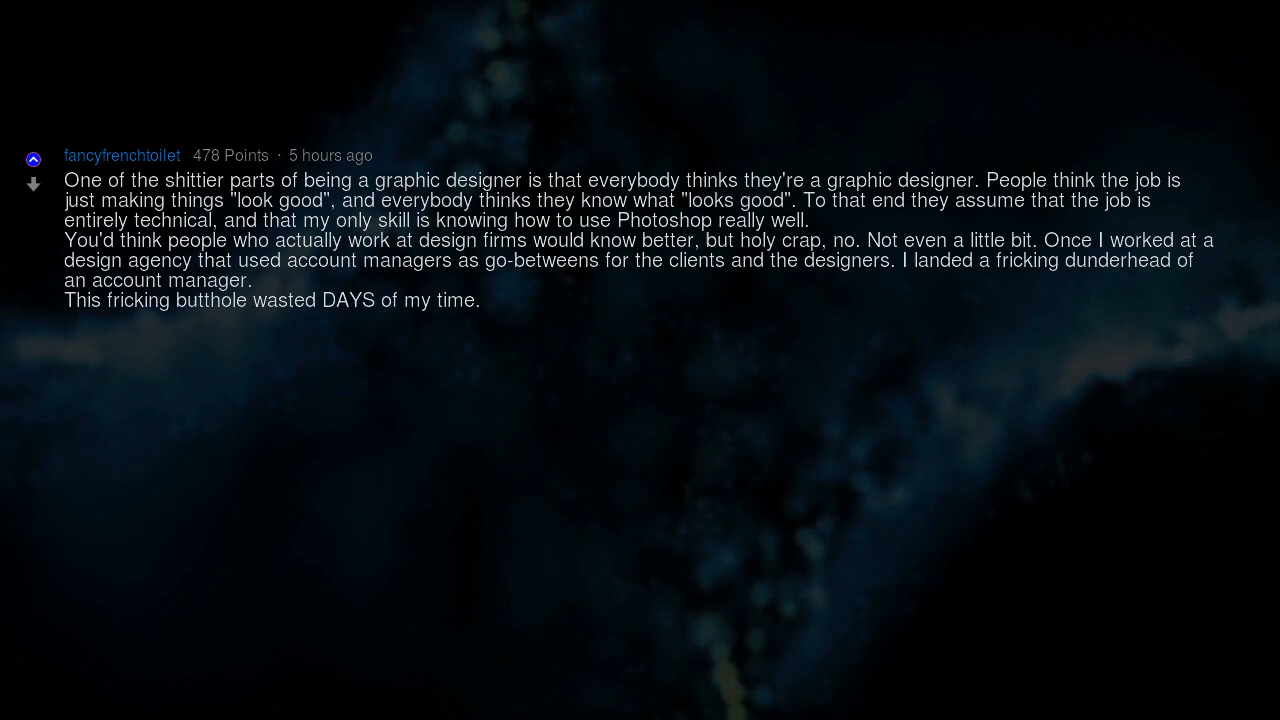 fancyfrenchtoilet 478 Points · 5 hours ago
One of the shittier parts of being a graphic designer is that everybody thinks they're a graphic designer. People think the job is
just making things "look good", and everybody thinks they know what "looks good". To that end they assume that the job is
entirely technical, and that my only skill is knowing how to use Photoshop really well.
You'd think people who actually work at design firms would know better, but holy crap, no. Not even a little bit. Once I worked at a
design agency that used account managers as go-betweens for the clients and the designers. I landed a fricking dunderhead of
an account manager.
This fricking butthole wasted DAYS of my time.